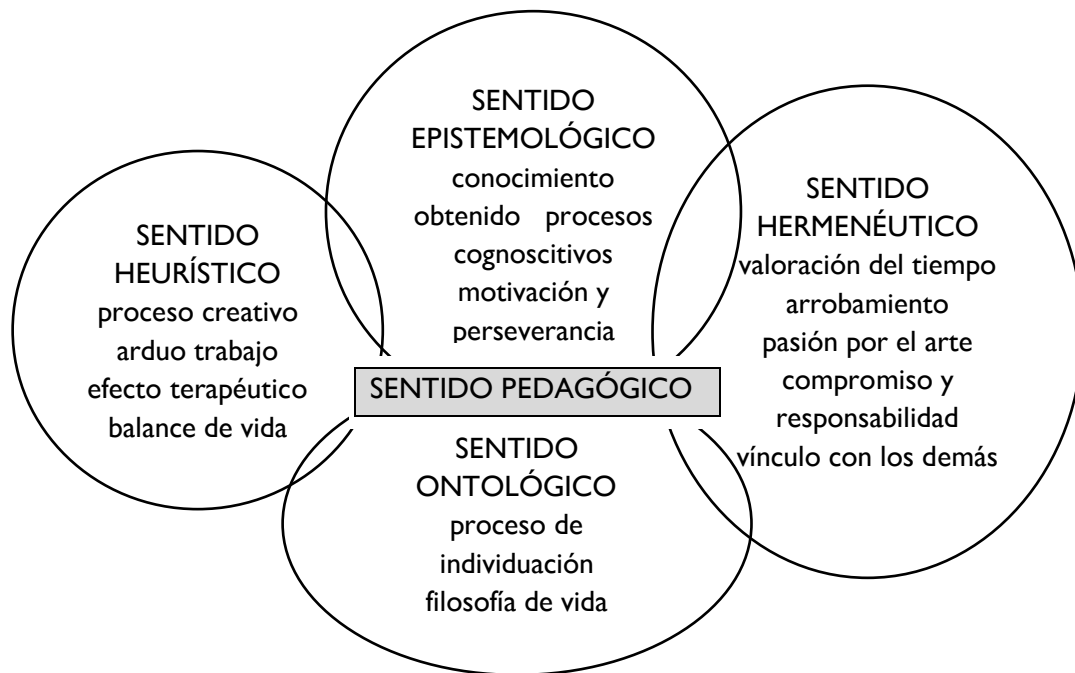 SENTIDO
EPISTEMOLÓGICO
conocimiento
obtenido procesos
cognoscitivos
motivación y
perseverancia
SENTIDO
HEURÍSTICO
proceso creativo
arduo trabajo
efecto terapéutico
balance de vida
SENTIDO
HERMENÉUTICO
valoración del tiempo
arrobamiento
pasión por el arte
compromiso y
responsabilidad
vínculo con los demás
SENTIDO PEDAGÓGICO
SENTIDO
ONTOLÓGICO
proceso de
individuación
filosofía de vida